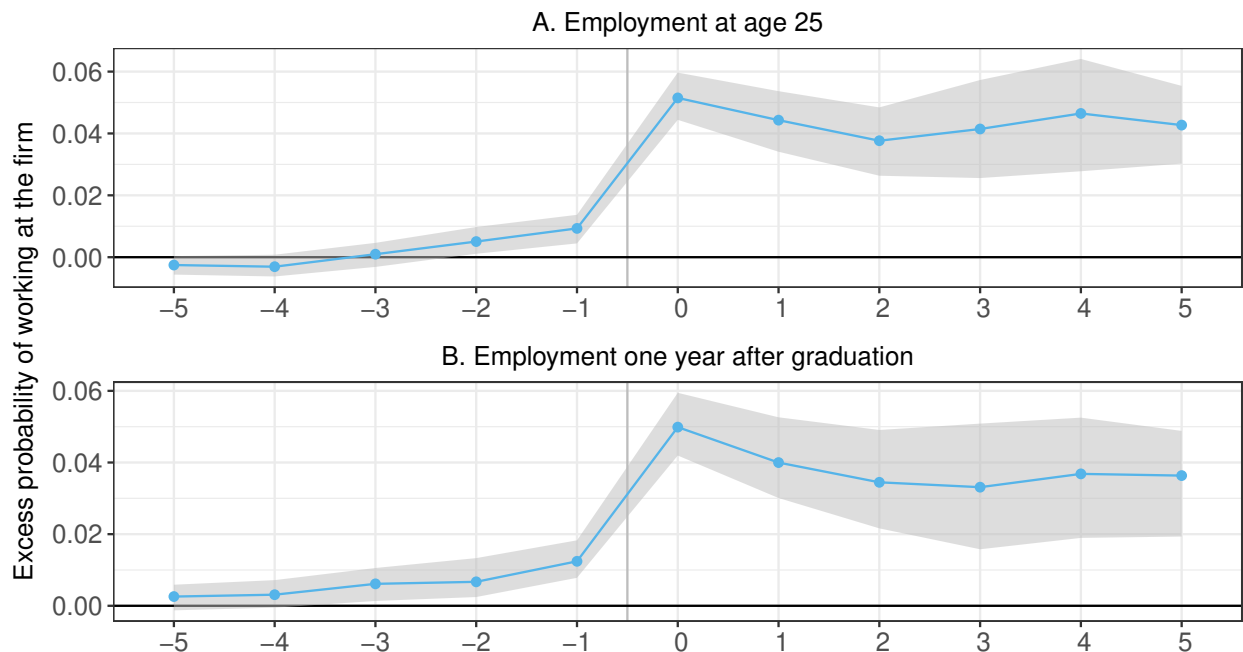 A. Employment at age 25
Excess probability of working at the firm
0.06
0.04
0.02
0.00
−5 −4 −3 −2 −1 0 1 2 3 4 5
B. Employment one year after graduation
0.06
0.04
0.02
0.00
−5 −4 −3 −2 −1 0 1 2 3 4 5